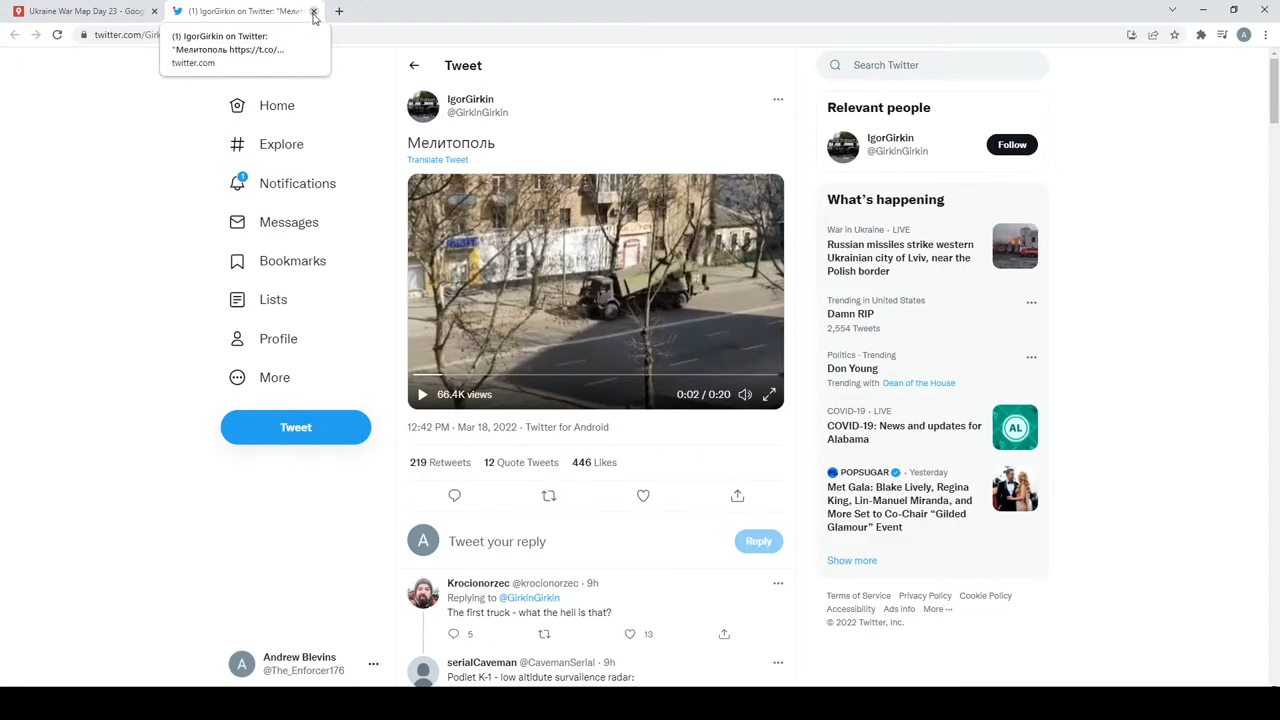 Ukraine War Map Day 23 - Goog
(1) IgorGirkin on Twitter: "Мелит
twitter.com/Girk
(1) IgorGirkin on Twitter:
"Мелитополь https://t.co/...
twitter.com
A
Home
Explore
1
Notifications
Messages
Bookmarks
Lists
Profile
More
Tweet
Andrew Blevins
@The_Enforcer176
Tweet
IgorGirkin
@GirkinGirkin
Мелитополь
Translate Tweet
66.4K views
0:02 / 0:20
12:42 PM · Mar 18, 2022 · Twitter for Android
219 Retweets 12 Quote Tweets 446 Likes
A
Tweet your reply
Reply
Krocionorzec @krocionorzec · 9h
Replying to @GirkinGirkin
The first truck - what the hell is that?
5
13
serialCaveman @CavemanSerial · 9h
Podlet K-1 - low altidute survailence radar:
Search Twitter
Relevant people
IgorGirkin
@GirkinGirkin
Follow
What's happening
War in Ukraine · LIVE
Russian missiles strike western
Ukrainian city of Lviv, near the
Polish border
Trending in United States
Damn RIP
2,554 Tweets
Politics · Trending
Don Young
Trending with Dean of the House
COVID-19 · LIVE
COVID-19: News and updates for
Alabama
AL
POPSUGAR · Yesterday
Met Gala: Blake Lively, Regina
King, Lin-Manuel Miranda, and
More Set to Co-Chair "Gilded
Glamour" Event
Show more
Terms of Service Privacy Policy Cookie Policy
Accessibility Ads info More ···
© 2022 Twitter, Inc.
A